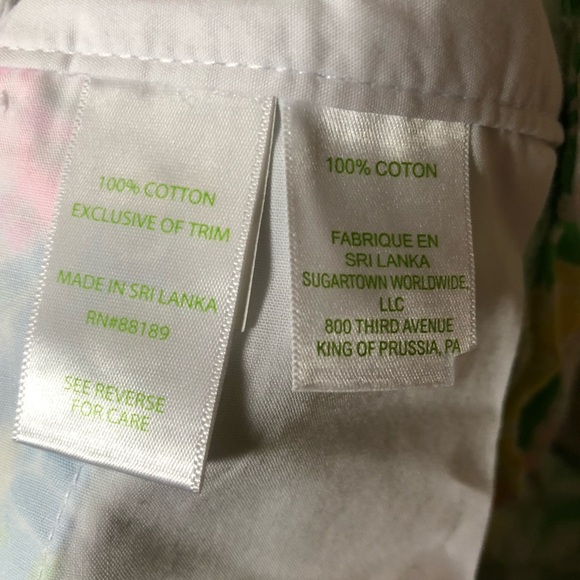 100% COTTON
EXCLUSIVE OF TRIM
MADE IN SRI LANKA
RN#88189
SEE REVERSE
FOR CARE
100% COTON
FABRIQUE EN
SRI LANKA
SUGARTOWN WORLDWIDE,
LLC
800 THIRD AVENUE
KING OF PRUSSIA, PA